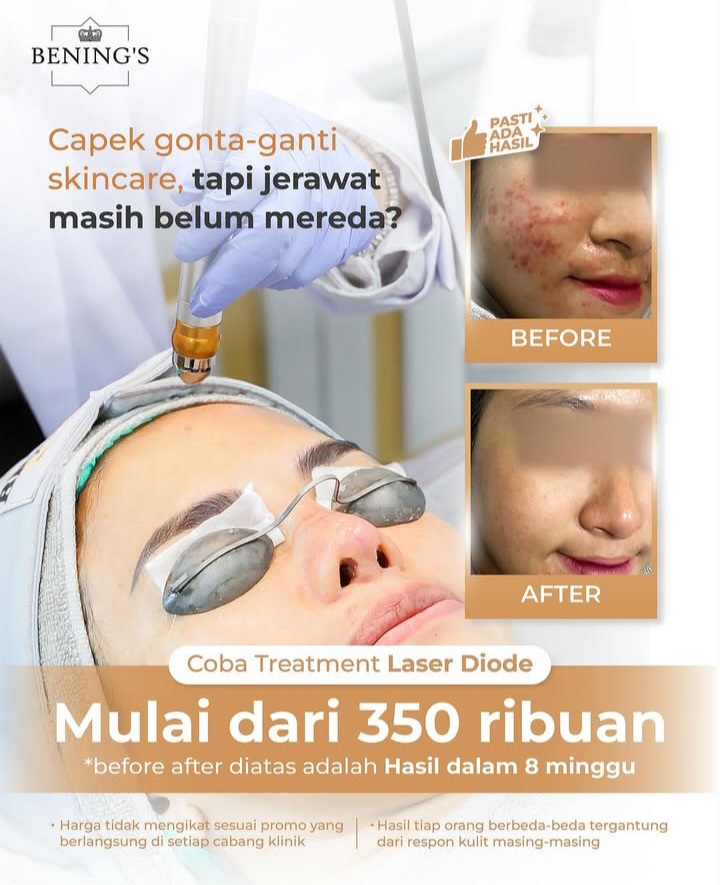 BENING'S
Capek gonta-ganti
skincare, tapi jerawat
masih belum mereda?
PASTI
ADA
HASIL
BEFORE
AFTER
Coba Treatment Laser Diode
Mulai dari 350 ribuan
*before after diatas adalah Hasil dalam 8 minggu
• Harga tidak mengikat sesuai promo yang
berlangsung di setiap cabang klinik
• Hasil tiap orang berbeda-beda tergantung
dari respon kulit masing-masing